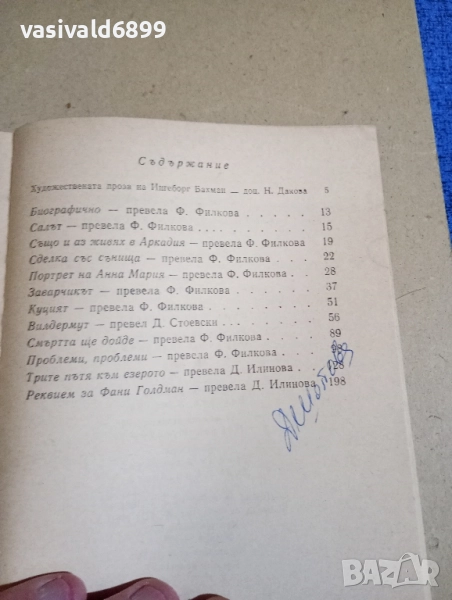 vasivald6899
Съдържание
Художествената проза на Ингеборг Бахман — доц. Н. Дакова 5
Биографично — превела Ф. Филкова . . . . . 13
Салът — превела Ф. Филкова . . . . . . . 15
Също и аз живях в Аркадия — превела Ф. Филкова 19
Сделка със сънища — превела Ф. Филкова . . . 22
Портрет на Анна Мария — превела Ф. Филкова . . 28
Заварчикът — превела Ф. Филкова . . . . . 37
Куцият — превела Ф. Филкова . . . . . . 51
Вилдермут — превел Д. Стоевски . . . . . . 56
Смъртта ще дойде — превела Ф. Филкова . . . 89
Проблеми, проблеми — превела Ф. Филкова . . .
Трите пътя към езерото — превела Д. Илинова . .
Реквием за Фани Голдман — превела Д. Илинова 198
BAZAR